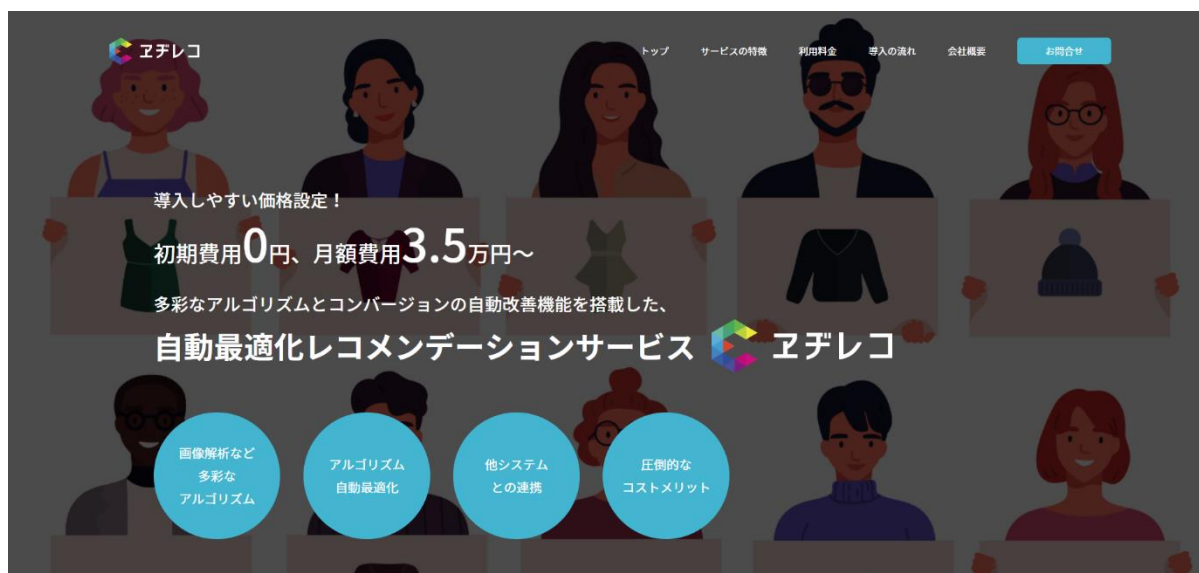 ヱヂレコ
トップ サービスの特徴 利用料金 導入の流れ 会社概要 お問合せ
導入しやすい価格設定！
初期費用0円、月額費用3.5万円～
多彩なアルゴリズムとコンバージョンの自動改善機能を搭載した、
自動最適化レコメンデーションサービス ヱヂレコ
画像解析など
多彩な
アルゴリズム
アルゴリズム
自動最適化
他システム
との連携
圧倒的な
コストメリット